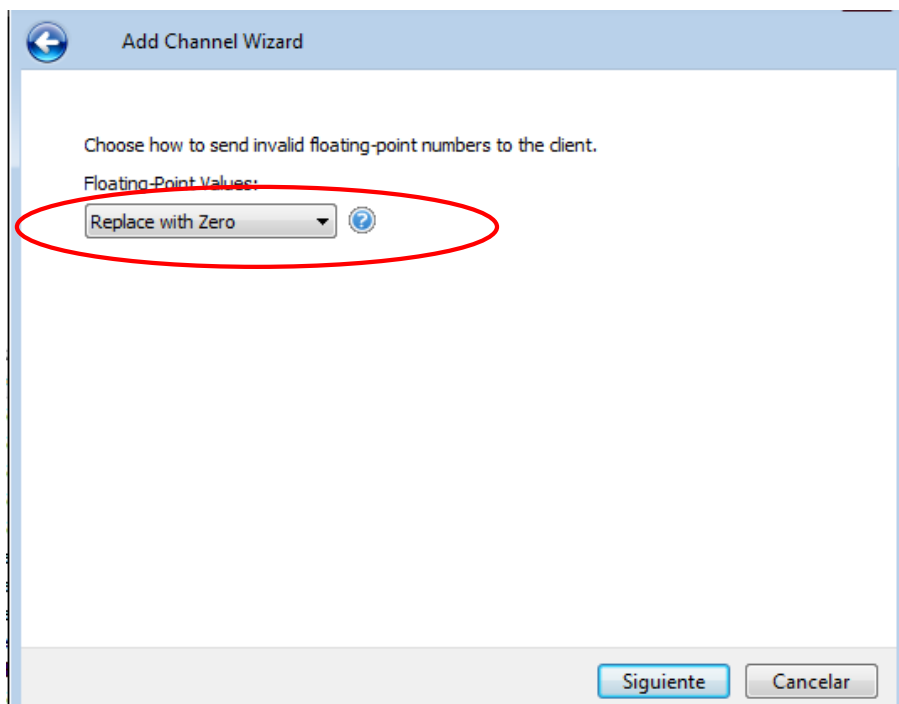 Add Channel Wizard
Choose how to send invalid floating-point numbers to the client.
Floating-Point Values:
Replace with Zero
Siguiente Cancelar